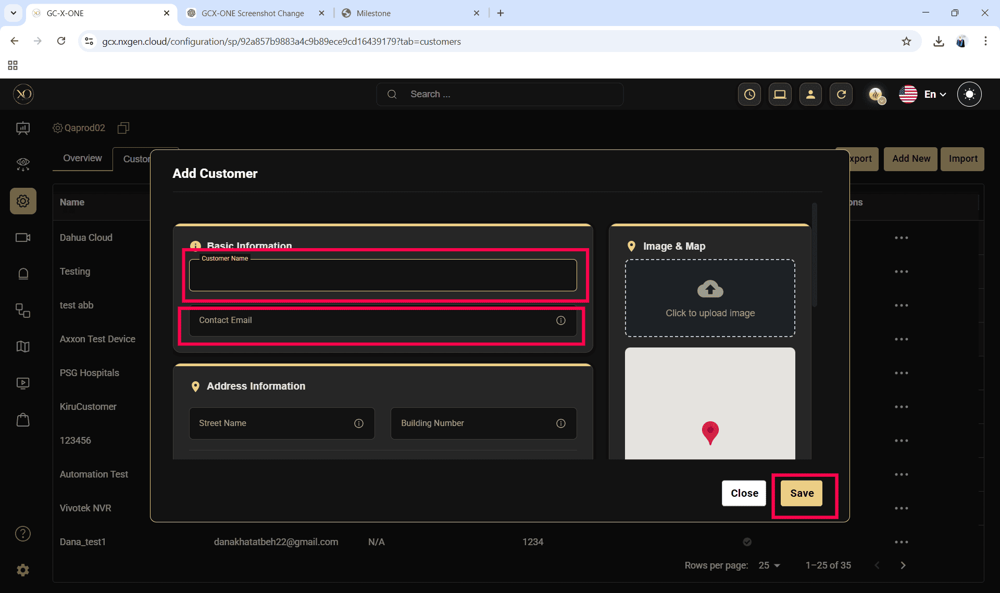 GC-X-ONE
GCX-ONE Screenshot Change
Milestone
gcx.nxgen.cloud/configuration/sp/92a857b9883a4c9b89ece9cd16439179?tab=customers
XO
Search ...
En
Qaprod02
Overview
Custor
xport
Add New
Import
Add Customer
Name
ons
Basic Information
Image & Map
Customer Name
Contact Email
Click to upload image
Address Information
Street Name
Building Number
Close
Save
Dahua Cloud
Testing
test abb
Axxon Test Device
PSG Hospitals
KiruCustomer
123456
Automation Test
Vivotek NVR
Dana_test1
danakhatatbeh22@gmail.com
N/A
1234
Rows per page:
25
1–25 of 35